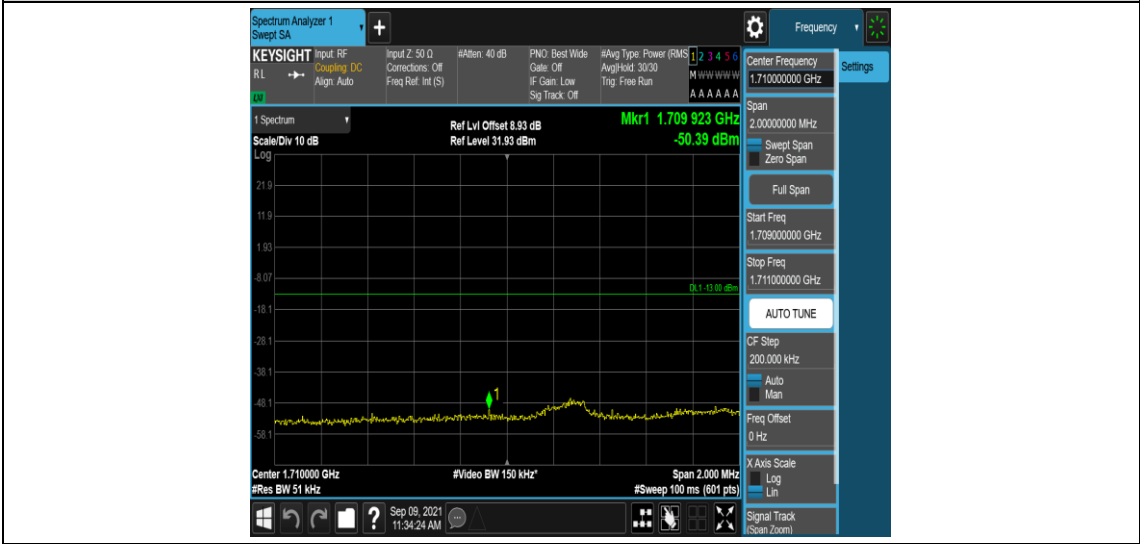 Spectrum Analyzer 1
Swept SA
+
Frequency
KEYSIGHT
RL
Input: RF
Coupling: DC
Align: Auto
Input Z: 50 Ω
Corrections: Off
Freq Ref: Int (S)
#Atten: 40 dB
PNO: Best Wide
Gate: Off
IF Gain: Low
Sig Track: Off
#Avg Type: Power (RMS
Avg|Hold: 30/30
Trig: Free Run
1 2 3 4 5 6
M W W W W W
A A A A A A
1 Spectrum
Scale/Div 10 dB
Log
Ref Lvl Offset 8.93 dB
Ref Level 31.93 dBm
Mkr1 1.709 923 GHz
-50.39 dBm
21.9
11.9
1.93
-8.07
DL1 -13.00 dBm
-18.1
-28.1
-38.1
1
-48.1
-58.1
Center 1.710000 GHz
#Video BW 150 kHz*
Span 2.000 MHz
#Res BW 51 kHz
#Sweep 100 ms (601 pts)
?
Sep 09, 2021
11:34:24 AM
Center Frequency
1.710000000 GHz
Settings
Span
2.00000000 MHz
Swept Span
Zero Span
Full Span
Start Freq
1.709000000 GHz
Stop Freq
1.711000000 GHz
AUTO TUNE
CF Step
200.000 kHz
Auto
Man
Freq Offset
0 Hz
X Axis Scale
Log
Lin
Signal Track
(Span Zoom)